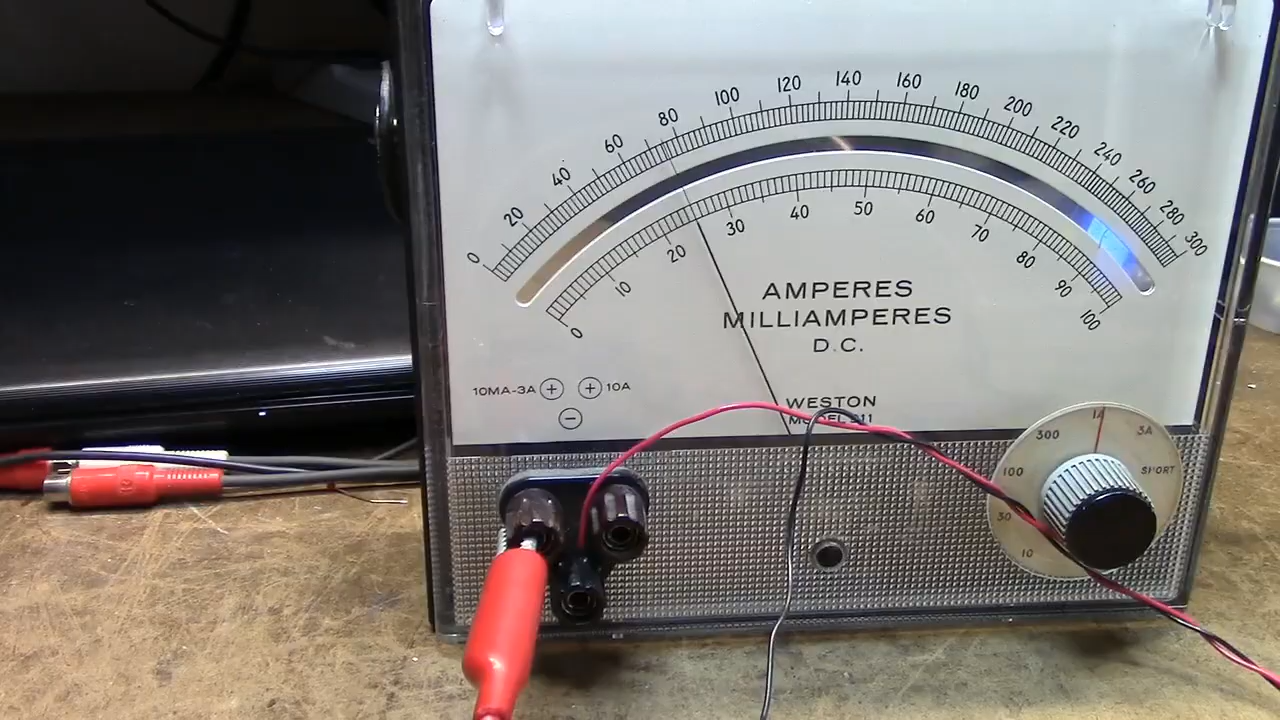 0 20 40 60 80 100 120 140 160 180 200 220 240 260 280 300
0 10 20 30 40 50 60 70 80 90 100
AMPERES
MILLIAMPERES
D.C.
10MA-3A + + 10A
−
WESTON
MODEL 911
10 30 100 300 1A 3A SHORT